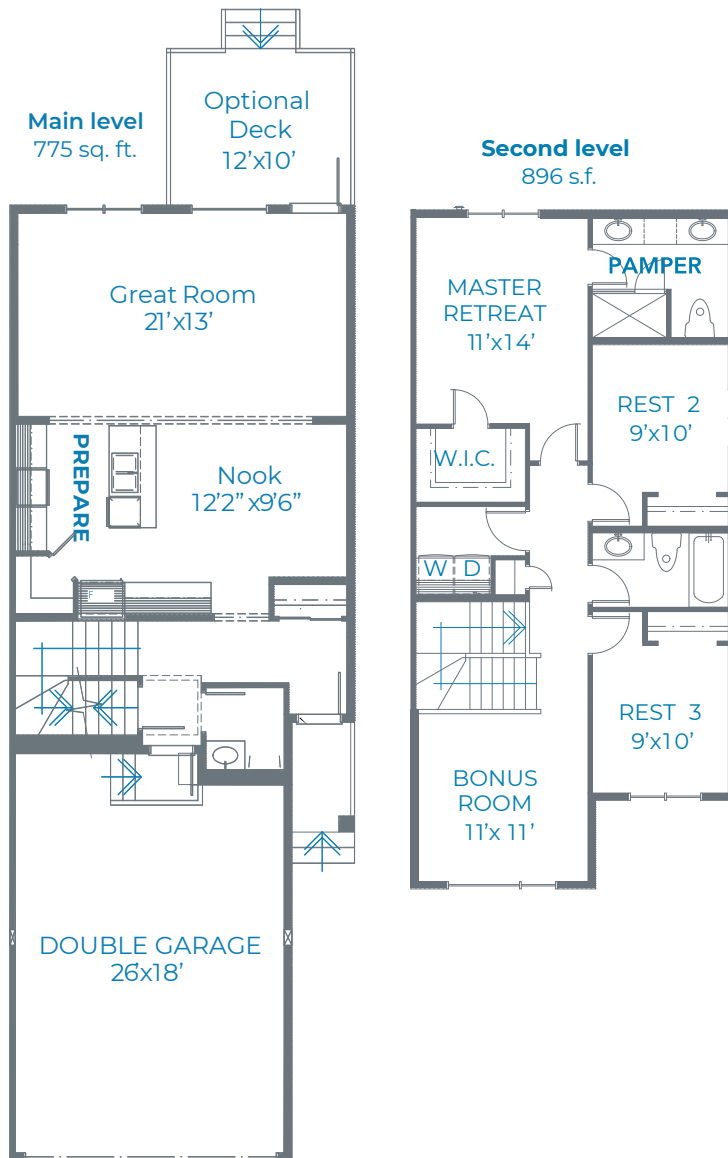 Main level
775 sq. ft.
Optional
Deck
12’x10’
Great Room
21’x13’
PREPARE
Nook
12’2” x9’6”
F
DOUBLE GARAGE
26’x18’
Second level
896 s.f.
PAMPER
MASTER
RETREAT
11’x14’
REST 2
9’x10’
W.I.C.
W D
REST 3
9’x10’
BONUS
ROOM
11’x 11’